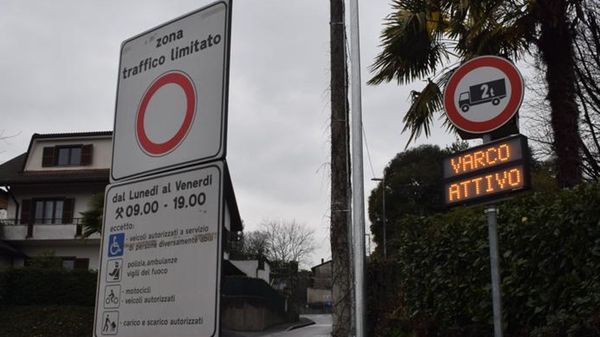 zona
traffico limitato
dal Lunedì al Venerdì
09.00 - 19.00
eccetto:
veicoli autorizzati a servizio
di persone diversamente abili
polizia, ambulanze
vigili del fuoco
motocicli
veicoli autorizzati
carico e scarico autorizzati
2t
VARCO
ATTIVO